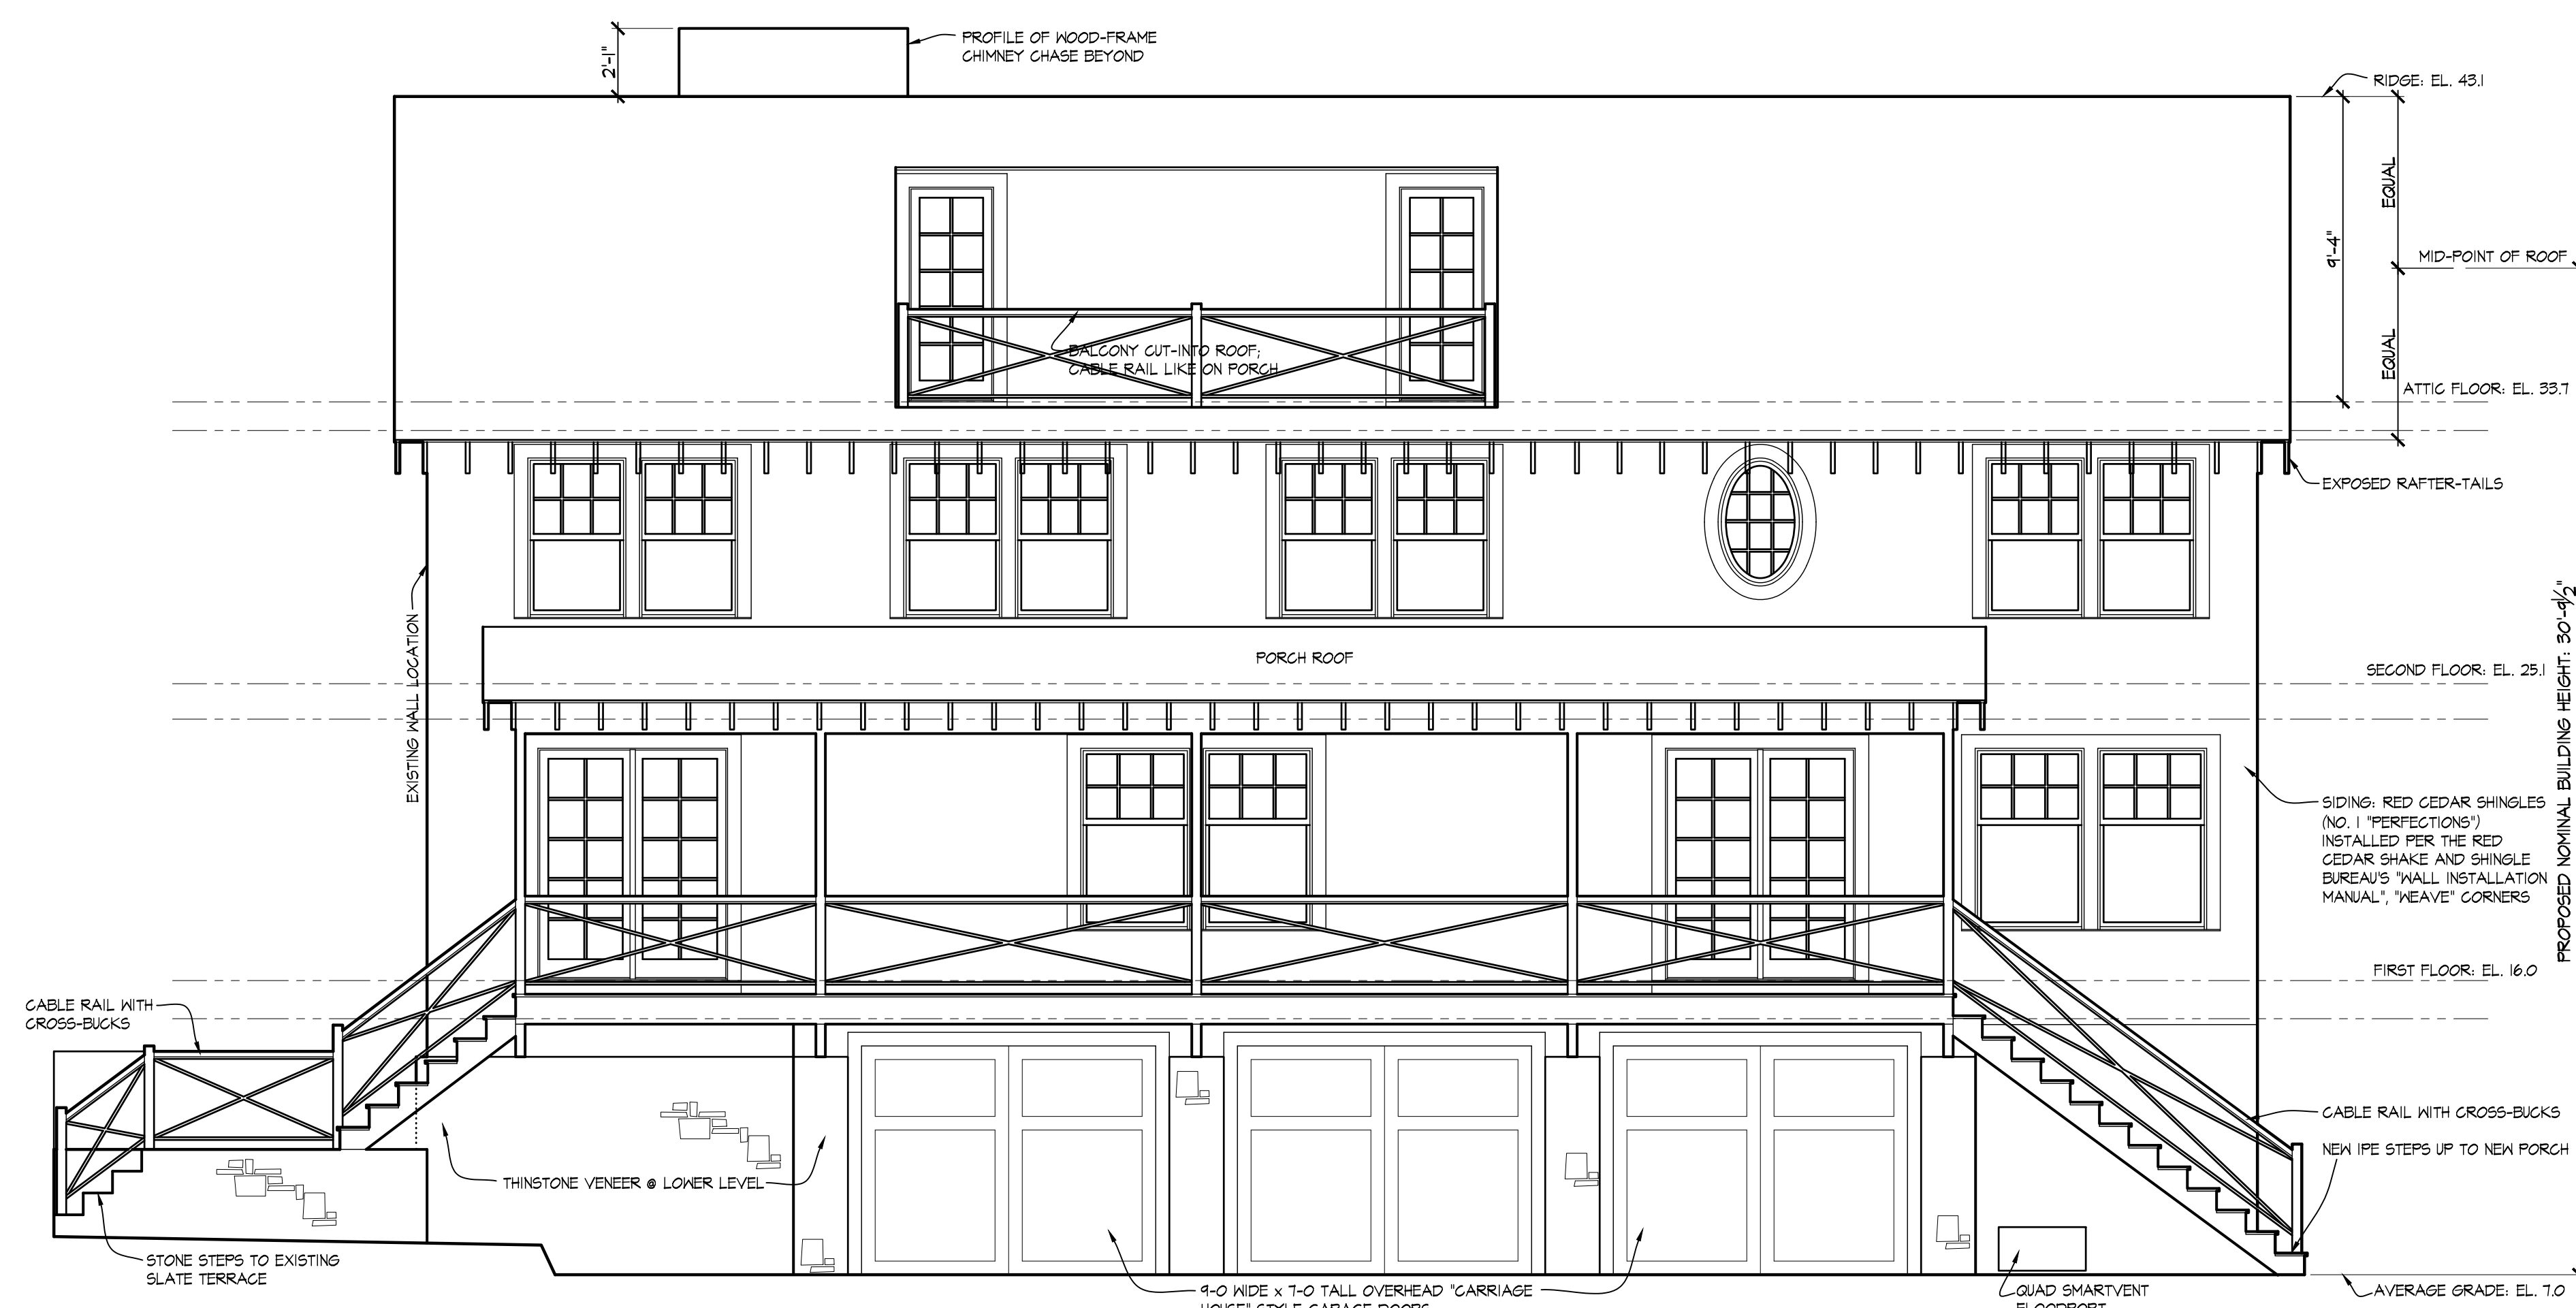 2'-1"
PROFILE OF WOOD-FRAME
CHIMNEY CHASE BEYOND
RIDGE: EL. 43.1
EQUAL
9'-4"
MID-POINT OF ROOF
EQUAL
BALCONY CUT-INTO ROOF;
CABLE RAIL LIKE ON PORCH
ATTIC FLOOR: EL. 33.7
EXPOSED RAFTER-TAILS
EXISTING WALL LOCATION
PORCH ROOF
SECOND FLOOR: EL. 25.1
PROPOSED NOMINAL BUILDING HEIGHT: 30'-9½"
SIDING: RED CEDAR SHINGLES
(NO. 1 "PERFECTIONS")
INSTALLED PER THE RED
CEDAR SHAKE AND SHINGLE
BUREAU'S "WALL INSTALLATION
MANUAL", "WEAVE" CORNERS
FIRST FLOOR: EL. 16.0
CABLE RAIL WITH
CROSS-BUCKS
CABLE RAIL WITH CROSS-BUCKS
NEW IPE STEPS UP TO NEW PORCH
THINSTONE VENEER @ LOWER LEVEL
STONE STEPS TO EXISTING
SLATE TERRACE
9-0 WIDE x 7-0 TALL OVERHEAD "CARRIAGE
HOUSE" STYLE GARAGE DOORS
QUAD SMARTVENT
FLOODPORT
AVERAGE GRADE: EL. 7.0